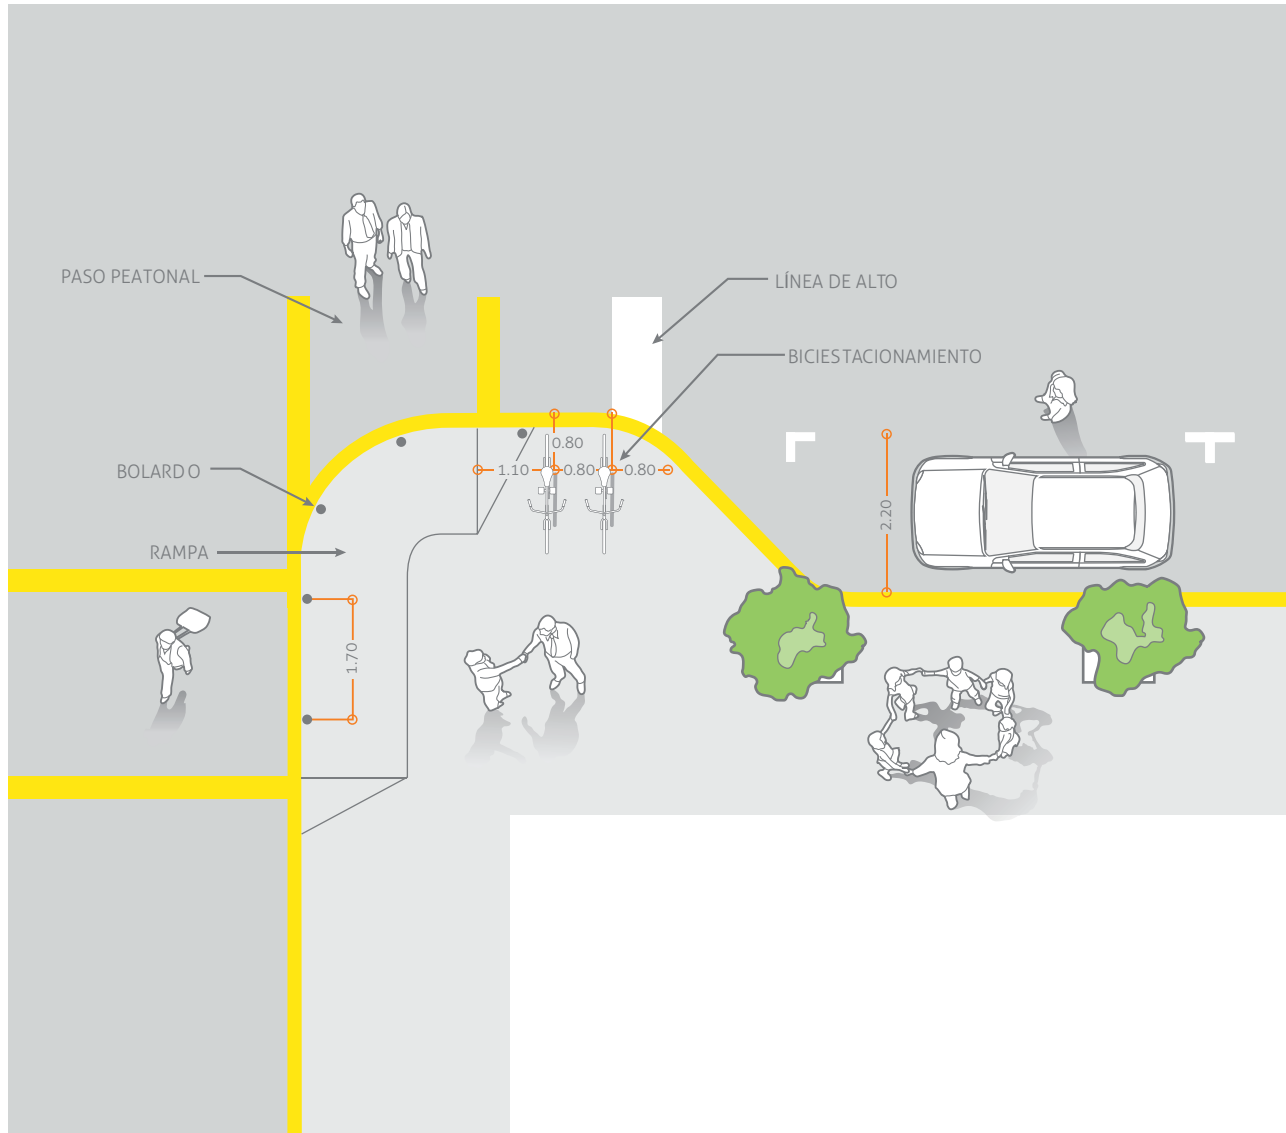 PASO PEATONAL
LÍNEA DE ALTO
BICIESTACIONAMIENTO
0.80
1.10
0.80
0.80
BOLARDO
2.20
RAMPA
1.70